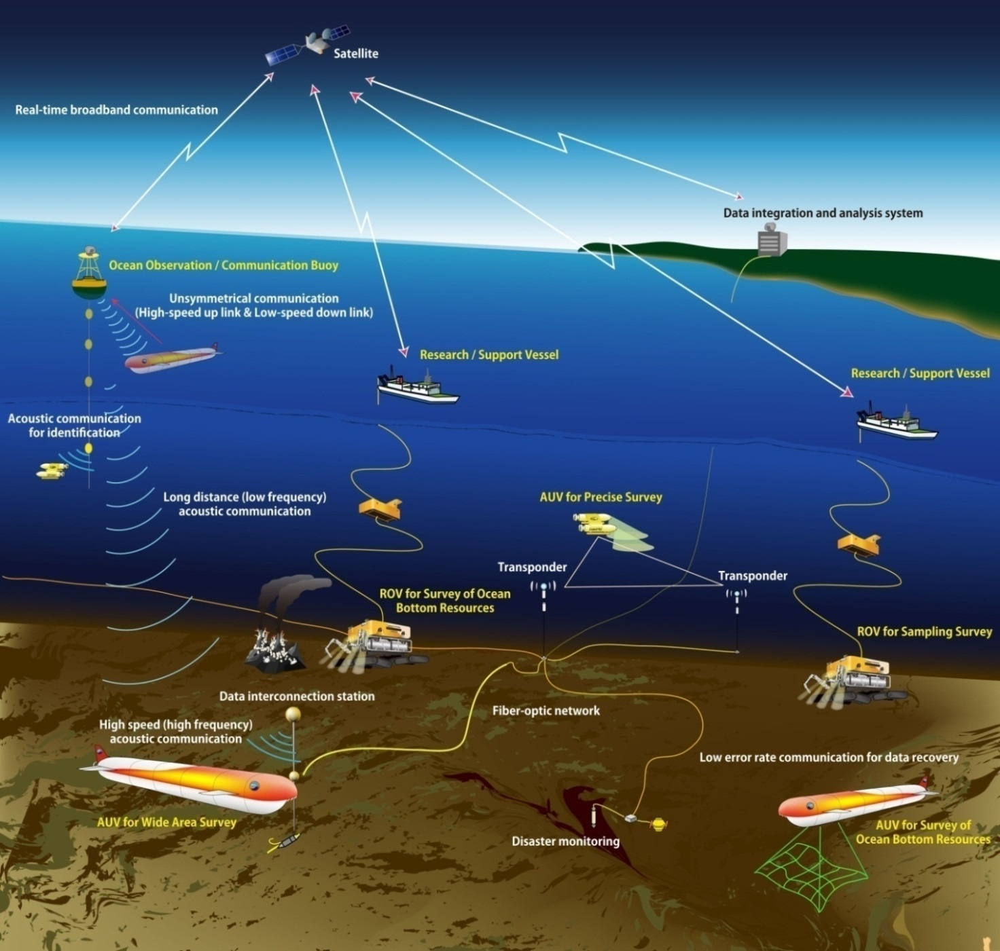 Satellite
Real-time broadband communication
Data integration and analysis system
Ocean Observation / Communication Buoy
Unsymmetrical communication
(High-speed up link & Low-speed down link)
Research / Support Vessel
Research / Support Vessel
Acoustic communication
for identification
Long distance (low frequency)
acoustic communication
AUV for Precise Survey
Transponder
Transponder
ROV for Survey of Ocean
Bottom Resources
ROV for Sampling Survey
Data interconnection station
Fiber-optic network
High speed (high frequency)
acoustic communication
Low error rate communication for data recovery
AUV for Wide Area Survey
Disaster monitoring
AUV for Survey of
Ocean Bottom Resources